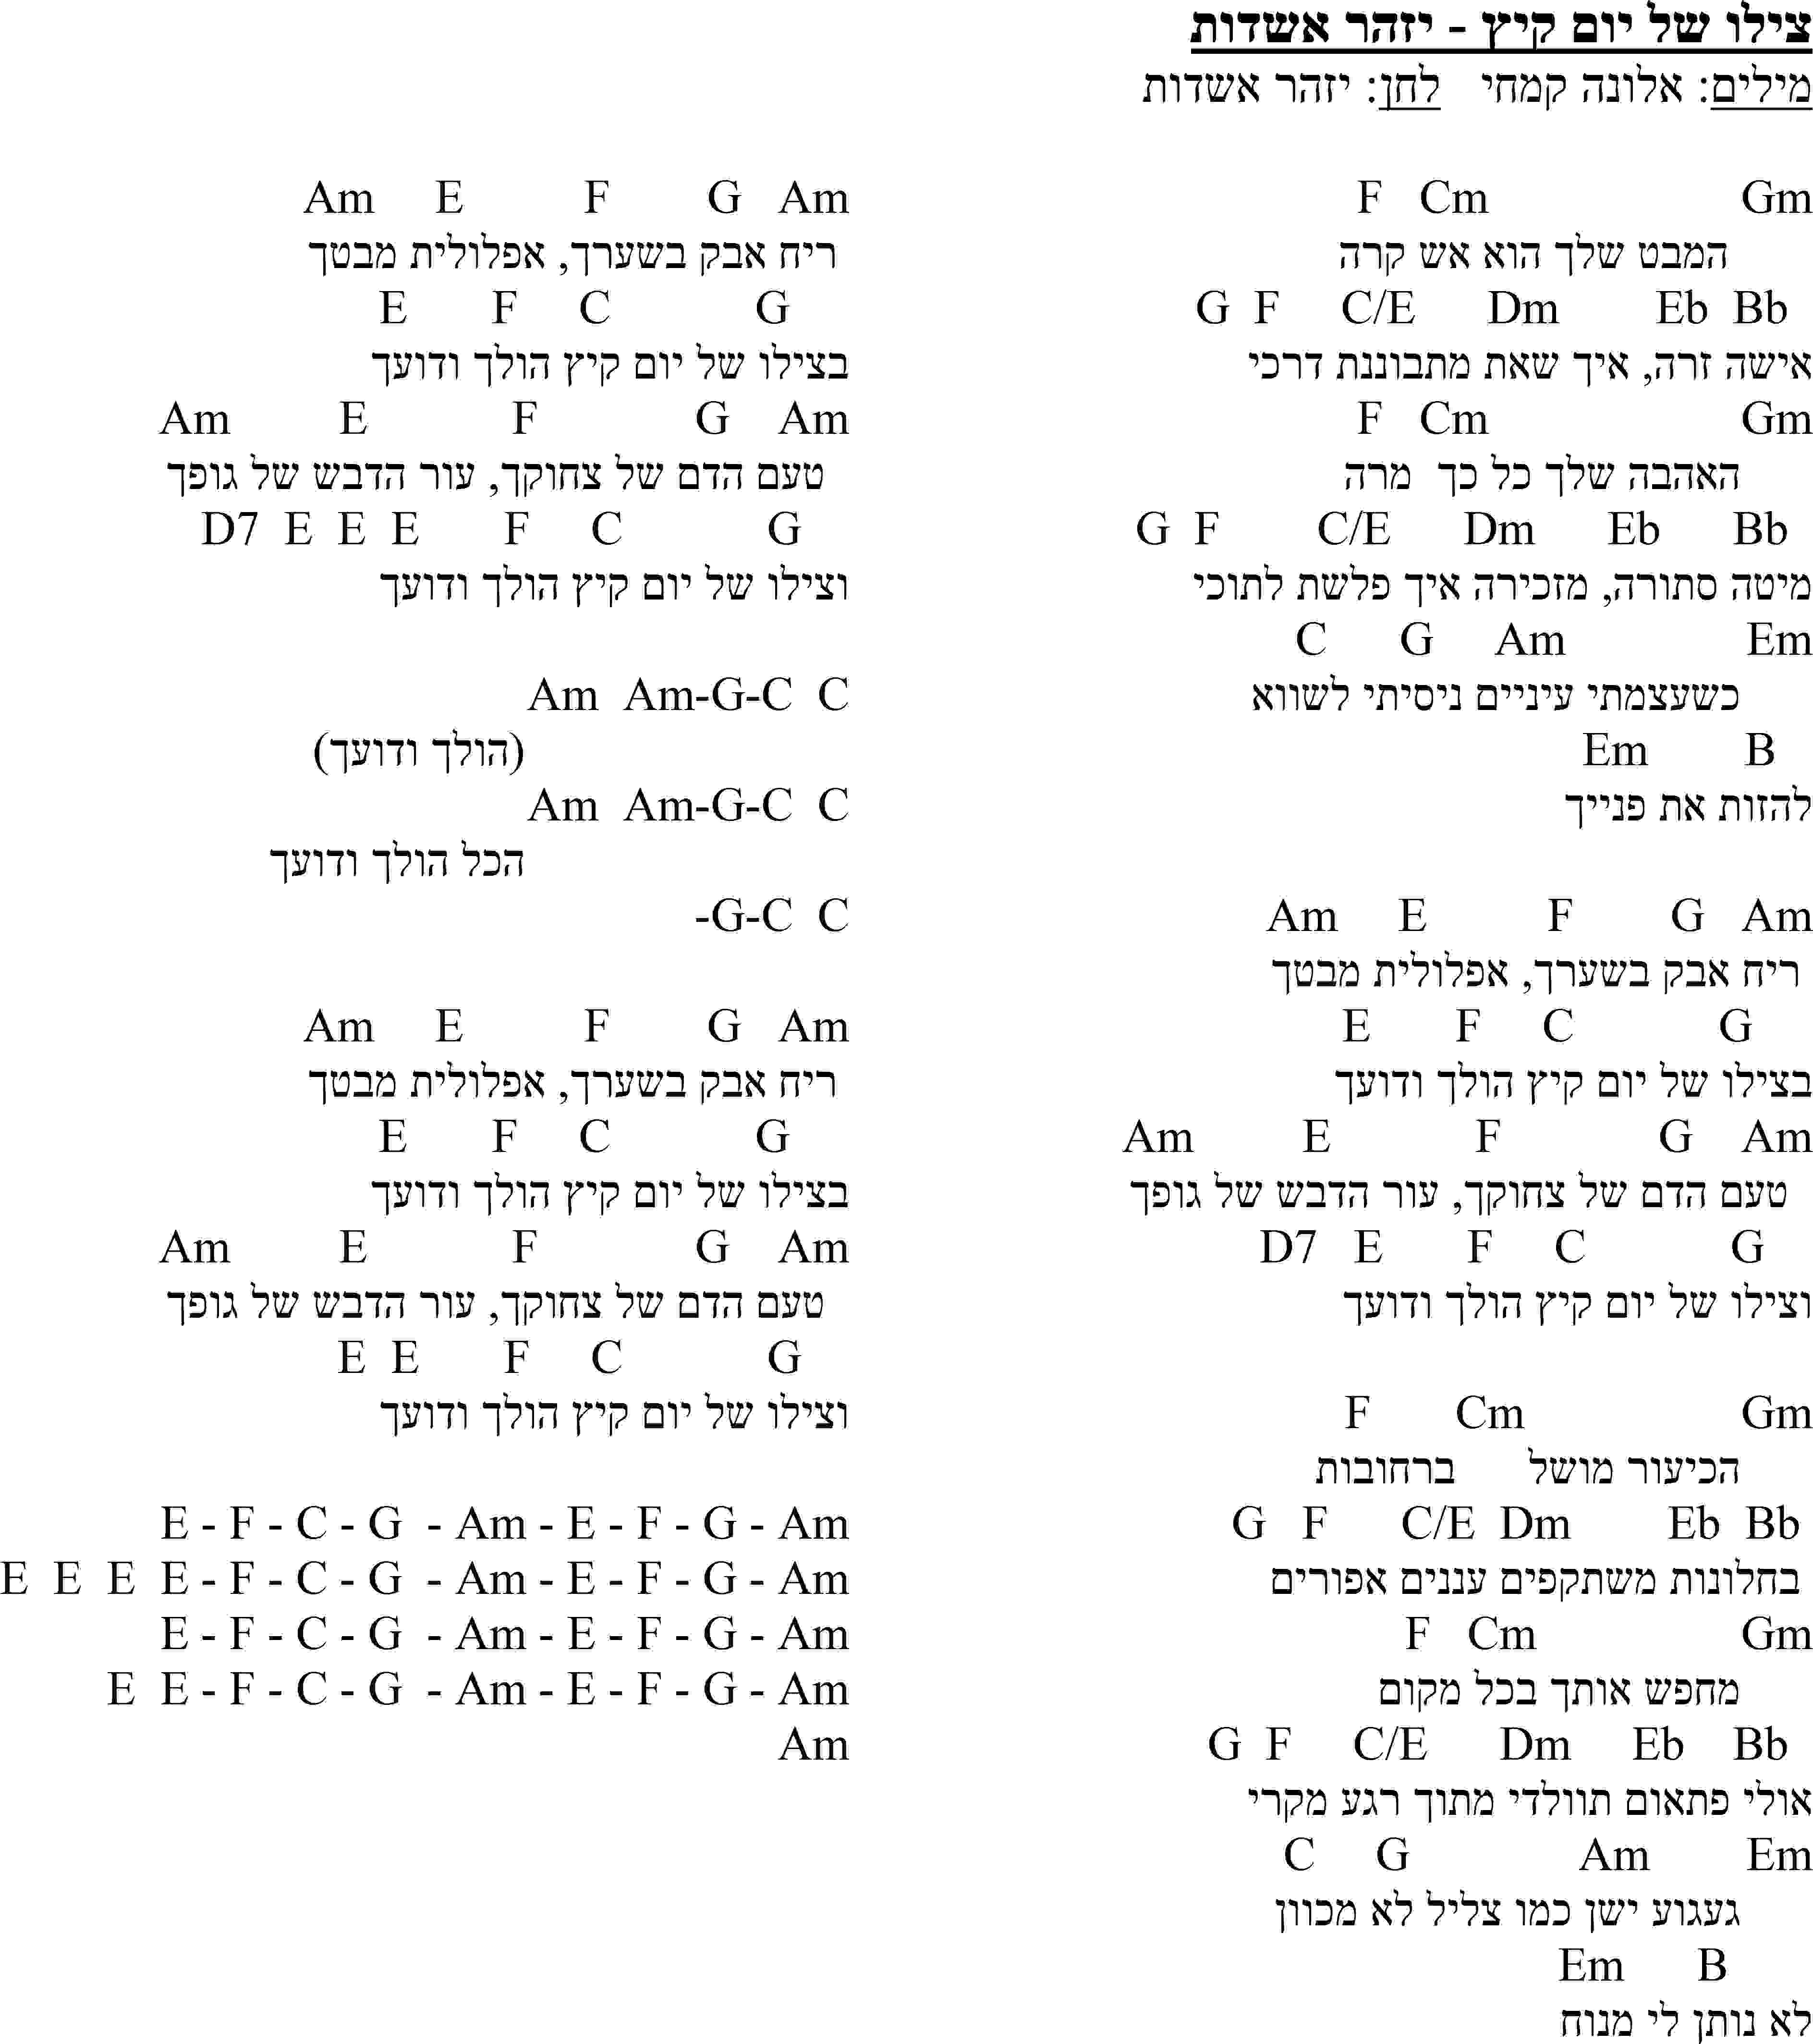 צילו של יום קיץ - יזהר אשדות
מילים: אלונה קמחי לחן: יזהר אשדות
F Cm Gm
המבט שלך הוא אש קרה
G F C/E Dm Eb Bb
אישה זרה, איך שאת מתבוננת דרכי
F Cm Gm
האהבה שלך כל כך מרה
G F C/E Dm Eb Bb
מיטה סתורה, מזכירה איך פלשת לתוכי
C G Am Em
כשעצמתי עיניים ניסיתי לשווא
Em B
להזות את פנייך
Am E F G Am
ריח אבק בשערך, אפלולית מבטך
E F C G
בצילו של יום קיץ הולך ודועך
Am E F G Am
טעם הדם של צחוקך, עור הדבש של גופך
D7 E F C G
וצילו של יום קיץ הולך ודועך
F Cm Gm
הכיעור מושל ברחובות
G F C/E Dm Eb Bb
בחלונות משתקפים עננים אפורים
F Cm Gm
מחפש אותך בכל מקום
G F C/E Dm Eb Bb
אולי פתאום תוולדי מתוך רגע מקרי
C G Am Em
געגוע ישן כמו צליל לא מכוון
Em B
לא נותן לי מנוח
Am E F G Am
ריח אבק בשערך, אפלולית מבטך
E F C G
בצילו של יום קיץ הולך ודועך
Am E F G Am
טעם הדם של צחוקך, עור הדבש של גופך
D7 E E E F C G
וצילו של יום קיץ הולך ודועך
Am Am-G-C C
(הולך ודועך)
Am Am-G-C C
הכל הולך ודועך
-G-C C
Am E F G Am
ריח אבק בשערך, אפלולית מבטך
E F C G
בצילו של יום קיץ הולך ודועך
Am E F G Am
טעם הדם של צחוקך, עור הדבש של גופך
E E F C G
וצילו של יום קיץ הולך ודועך
E - F - C - G - Am - E - F - G - Am
E E E E - F - C - G - Am - E - F - G - Am
E - F - C - G - Am - E - F - G - Am
E E - F - C - G - Am - E - F - G - Am
Am